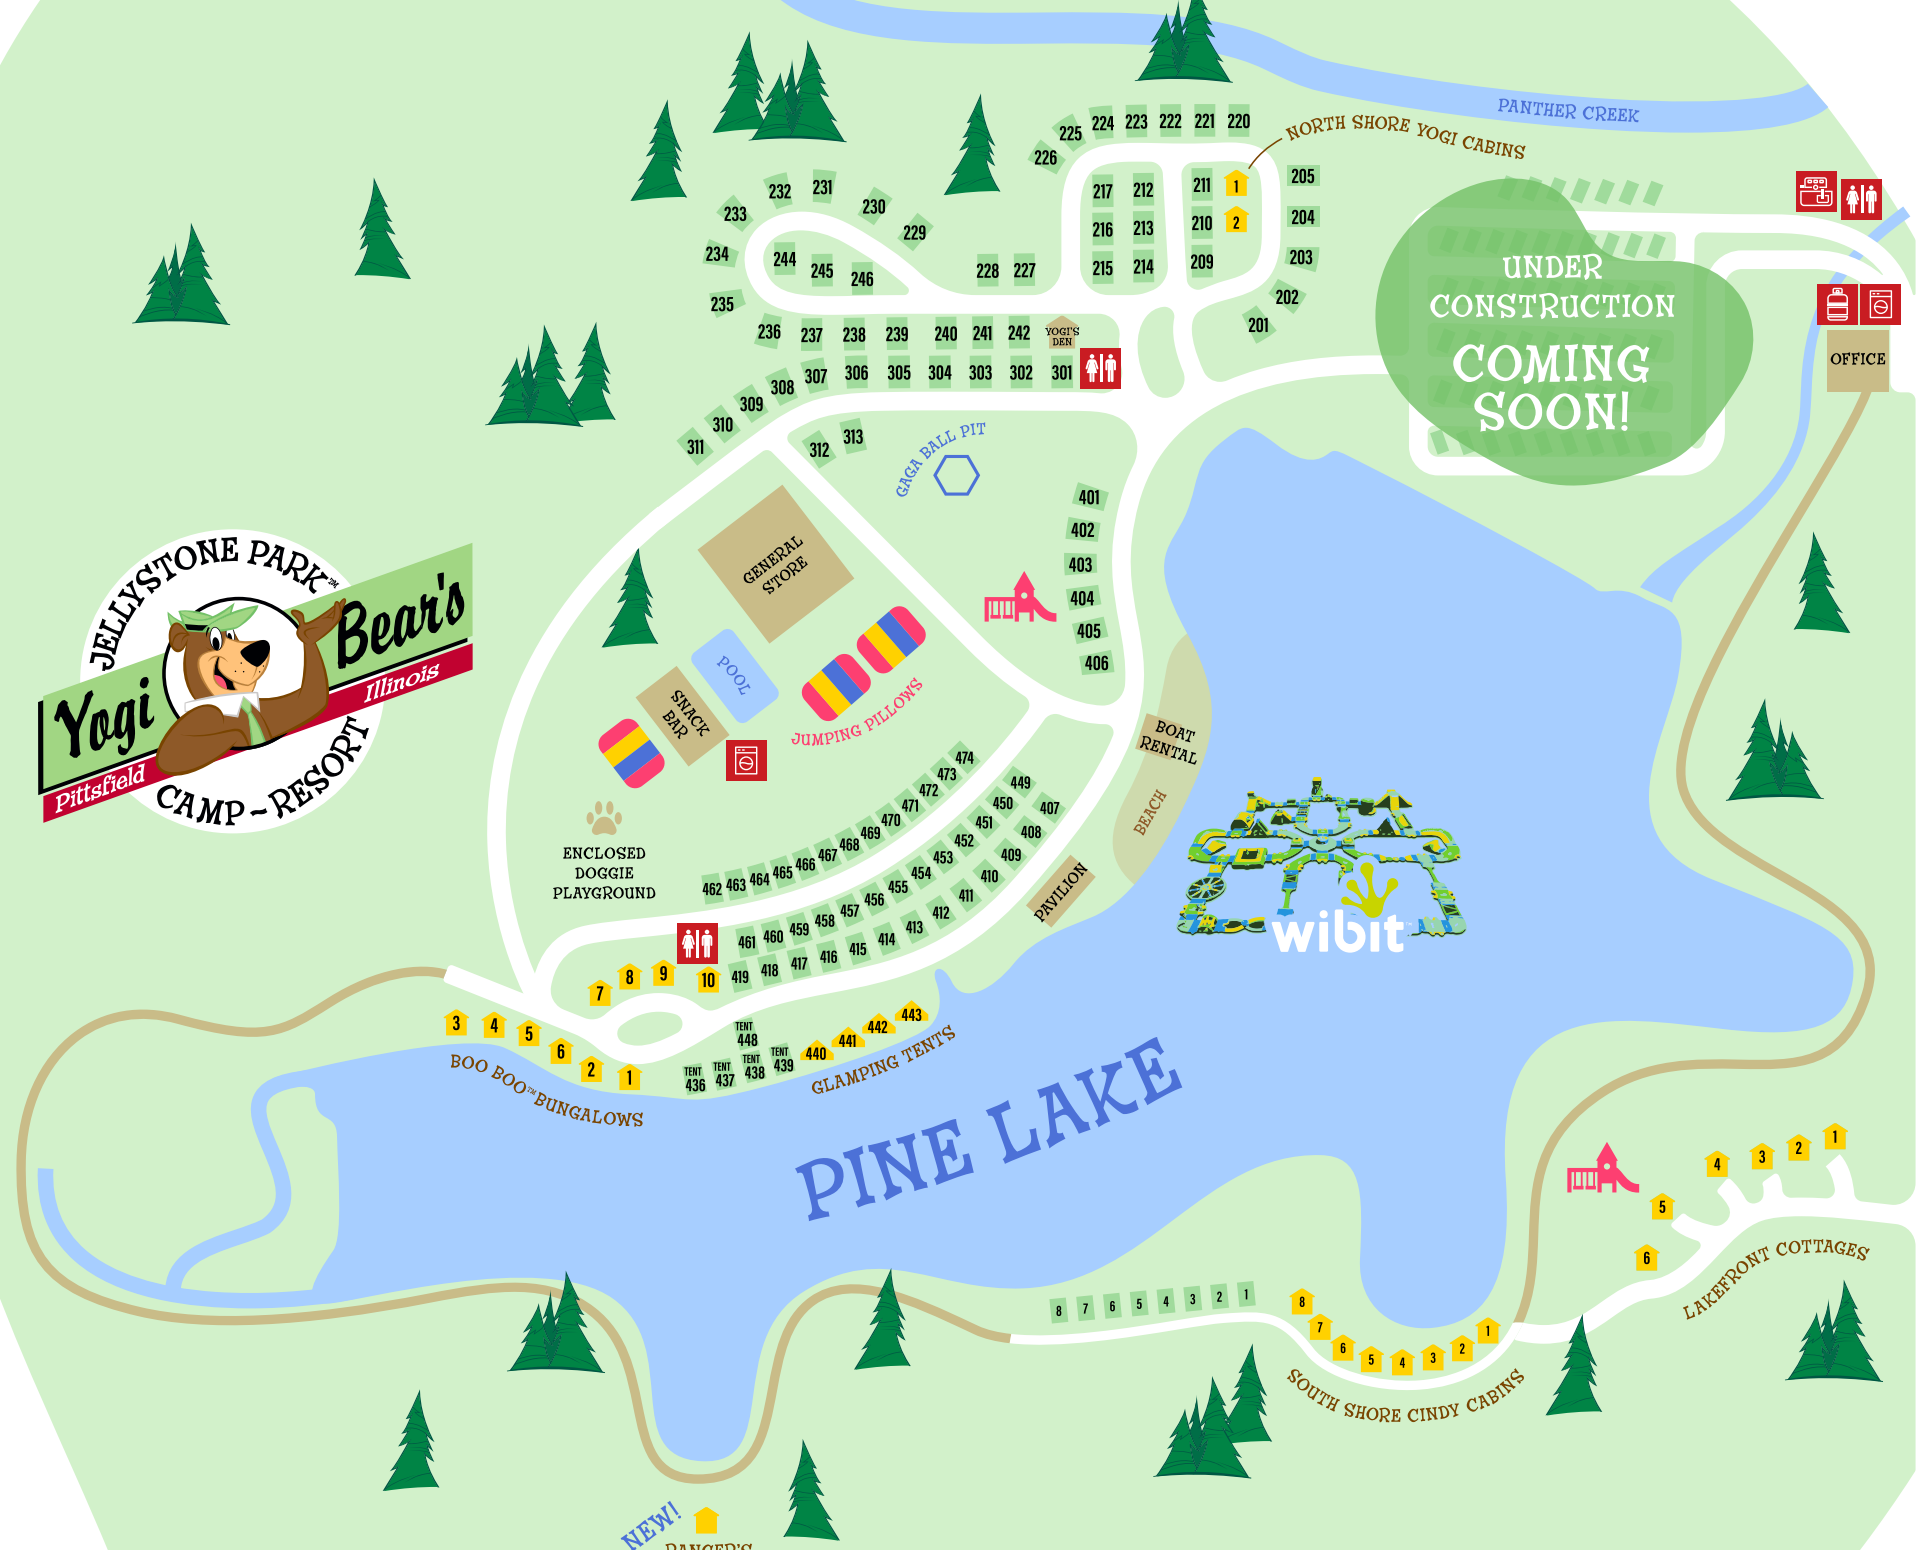 PANTHER CREEK
NORTH SHORE YOGI CABINS
224 223 222 221 220
225
226
205
217 212 211 1
204
216 213 210 2
203
215 214 209
202
201
232 231
233 230
229
234
244 245 246
228 227
235
236 237 238 239 240 241 242
YOGI'S
DEN
308 307 306 305 304 303 302 301
309
310
311
312 313
UNDER
CONSTRUCTION
COMING
SOON!
OFFICE
GAGA BALL PIT
401
402
403
404
405
406
JELLYSTONE PARK™
Yogi Bear's
Pittsfield Illinois
CAMP~RESORT
GENERAL
STORE
POOL
SNACK
BAR
JUMPING PILLOWS
BOAT
RENTAL
BEACH
PAVILION
wibit™
ENCLOSED
DOGGIE
PLAYGROUND
462 463 464 465 466 467 468 469 470 471 472 473 474
461 460 459 458 457 456 455 454 453 452 451 450 449
419 418 417 416 415 414 413 412 411 410 409 408 407
7 8 9 10
3 4 5 6 2 1
BOO BOO™ BUNGALOWS
TENT
448
TENT
436
TENT
437
TENT
438
TENT
439
440 441 442 443
GLAMPING TENTS
PINE LAKE
4 3 2 1
5
6
LAKEFRONT COTTAGES
8 7 6 5 4 3 2 1
8 7 6 5 4 3 2 1
SOUTH SHORE CINDY CABINS
NEW!
RANGER'S